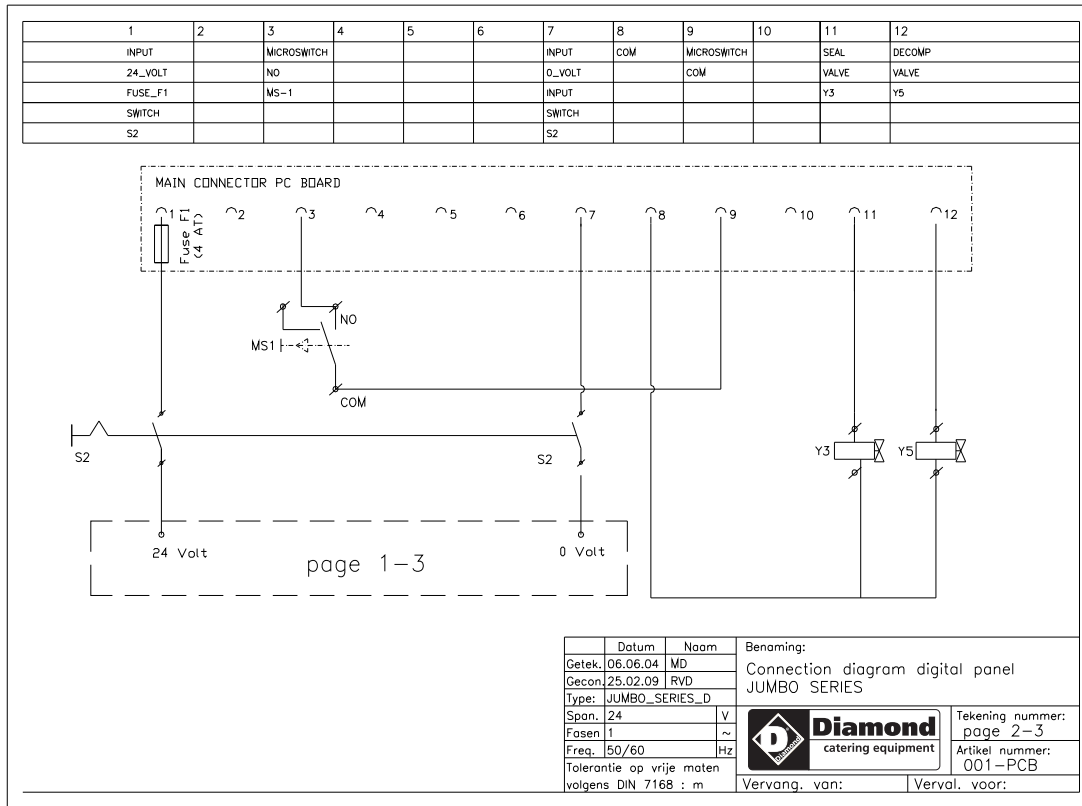 1 2 3 4 5 6 7 8 9 10 11 12
INPUT MICROSWITCH INPUT COM MICROSWITCH SEAL DECOMP
24_VOLT NO 0_VOLT COM VALVE VALVE
FUSE_F1 MS-1 INPUT Y3 Y5
SWITCH SWITCH
S2 S2
MAIN CONNECTOR PC BOARD
1 2 3 4 5 6 7 8 9 10 11 12
Fuse F1
(4 AT)
NO
MS1
COM
S2 S2 Y3 Y5
24 Volt 0 Volt
page 1-3
Datum Naam
Getek. 06.06.04 MD
Gecon. 25.02.09 RVD
Type: JUMBO_SERIES_D
Span. 24 V
Fasen 1 ~
Freq. 50/60 Hz
Tolerantie op vrije maten
volgens DIN 7168 : m
Benaming:
Connection diagram digital panel
JUMBO SERIES
Diamond
Diamond
catering equipment
Tekening nummer:
page 2-3
Artikel nummer:
001-PCB
Vervang. van: Verval. voor: